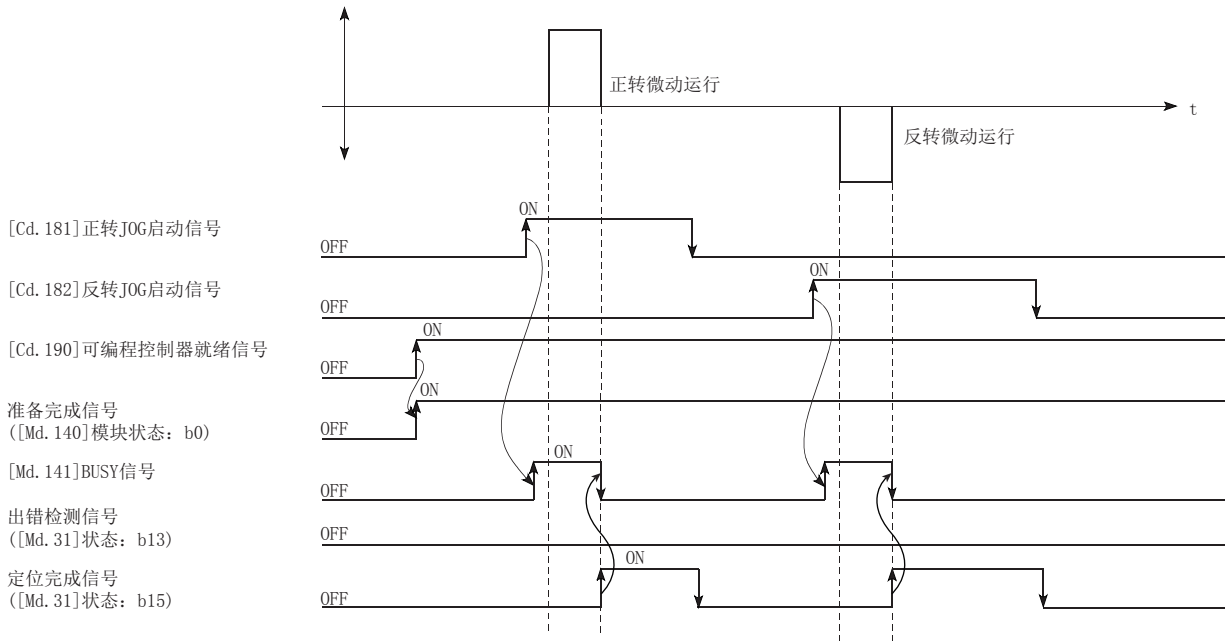 正转微动运行
t
反转微动运行
[Cd.181]正转JOG启动信号
ON
OFF
[Cd.182]反转JOG启动信号
ON
OFF
[Cd.190]可编程控制器就绪信号
ON
OFF
准备完成信号
([Md.140]模块状态：b0)
ON
OFF
[Md.141]BUSY信号
ON
OFF
出错检测信号
([Md.31]状态：b13)
OFF
定位完成信号
([Md.31]状态：b15)
ON
OFF